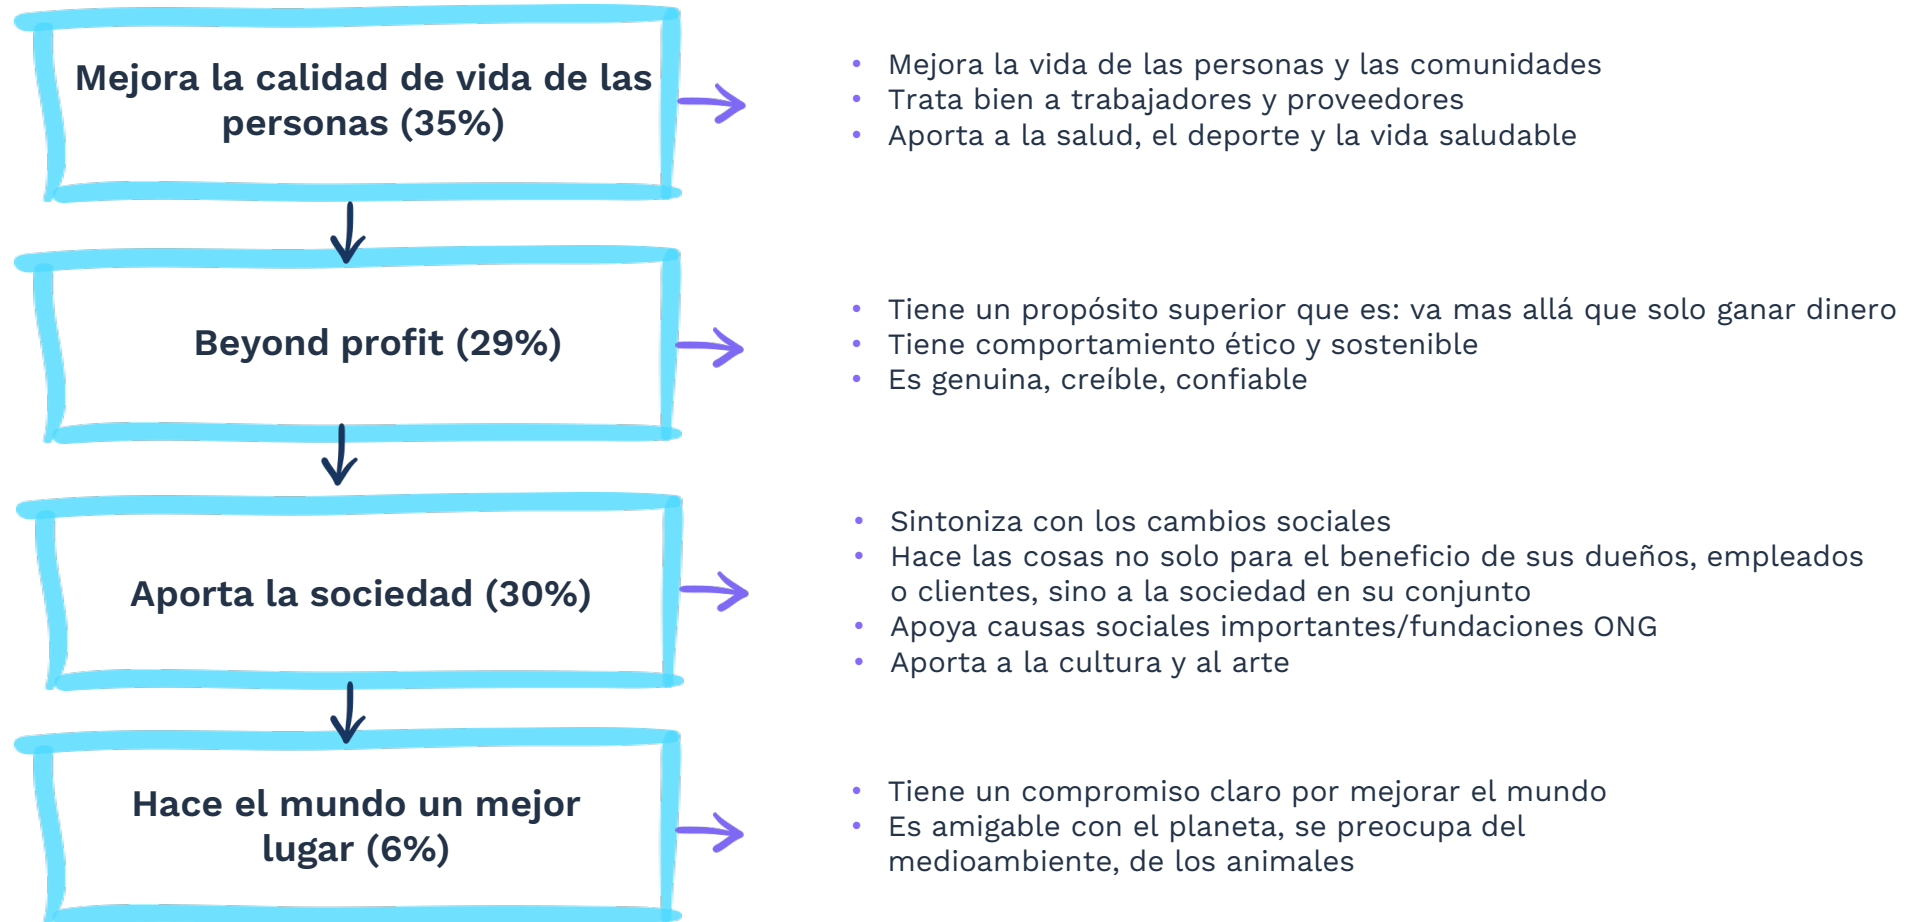 Mejora la calidad de vida de las
personas (35%)
• Mejora la vida de las personas y las comunidades
• Trata bien a trabajadores y proveedores
• Aporta a la salud, el deporte y la vida saludable
Beyond profit (29%)
• Tiene un propósito superior que es: va mas allá que solo ganar dinero
• Tiene comportamiento ético y sostenible
• Es genuina, creíble, confiable
Aporta la sociedad (30%)
• Sintoniza con los cambios sociales
• Hace las cosas no solo para el beneficio de sus dueños, empleados
o clientes, sino a la sociedad en su conjunto
• Apoya causas sociales importantes/fundaciones ONG
• Aporta a la cultura y al arte
Hace el mundo un mejor
lugar (6%)
• Tiene un compromiso claro por mejorar el mundo
• Es amigable con el planeta, se preocupa del
medioambiente, de los animales